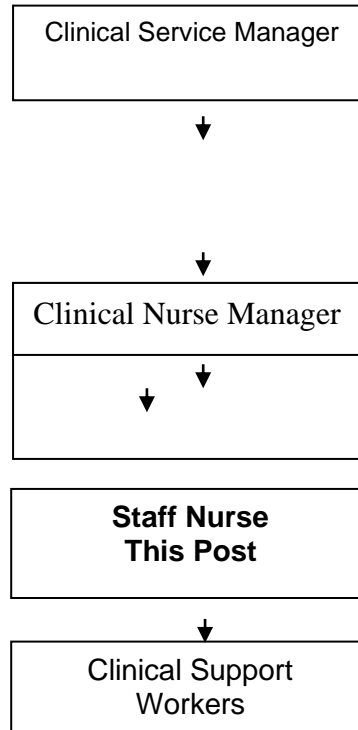 Clinical Service Manager
Clinical Nurse Manager
Staff Nurse
This Post
Clinical Support
Workers